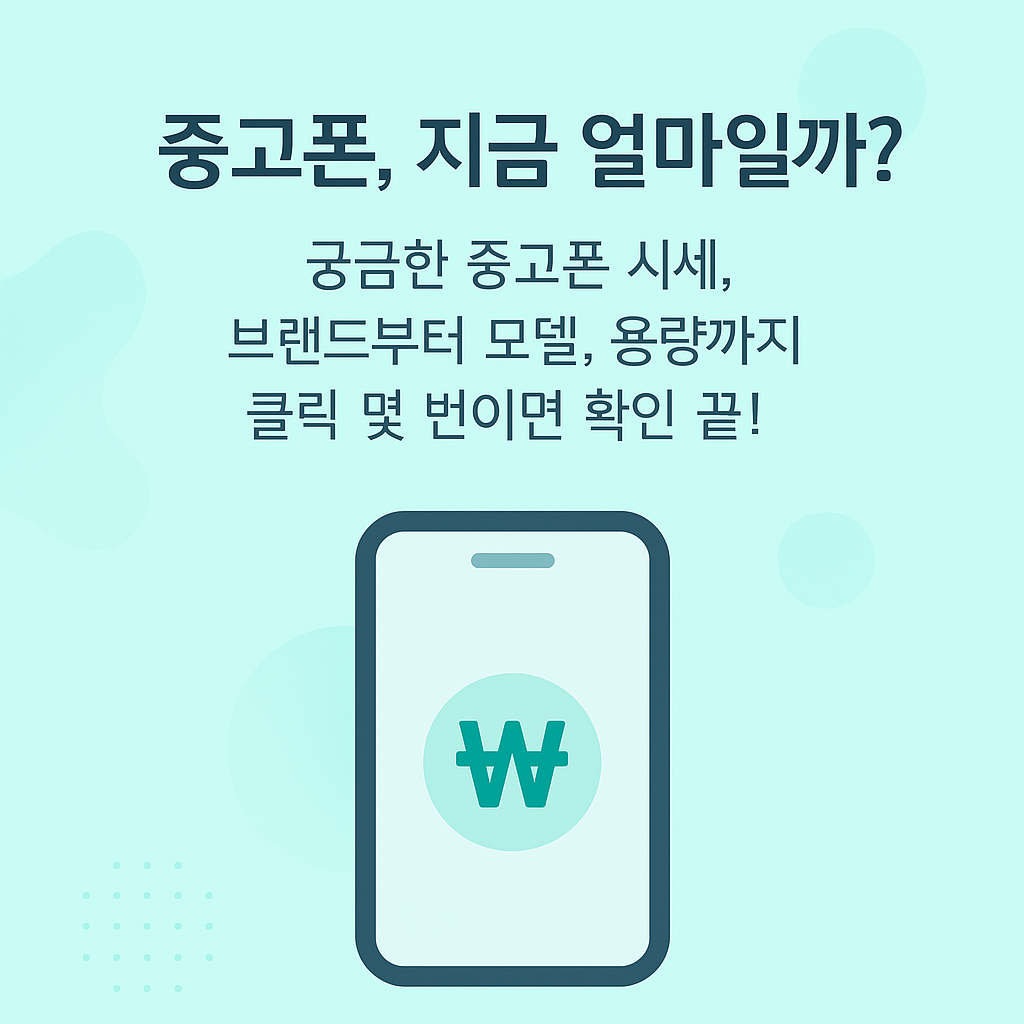 중고폰, 지금 얼마일까?
궁금한 중고폰 시세,
브랜드부터 모델, 용량까지
클릭 몇 번이면 확인 끝!
₩